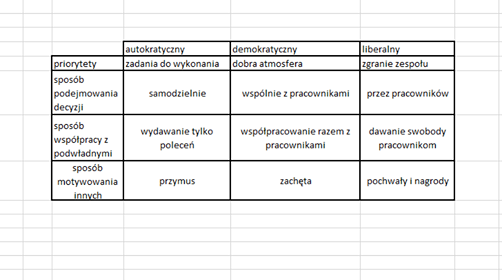 autokratyczny demokratyczny liberalny
priorytety zadania do wykonania dobra atmosfera zgranie zespołu
sposób
podejmowania
decyzji
samodzielnie
wspólnie z pracownikami
przez pracowników
sposób
współpracy z
podwładnymi
wydawanie tylko
poleceń
współpracowanie razem z
pracownikami
dawanie swobody
pracownikom
sposób
motywowania
innych
przymus
zachęta
pochwały i nagrody